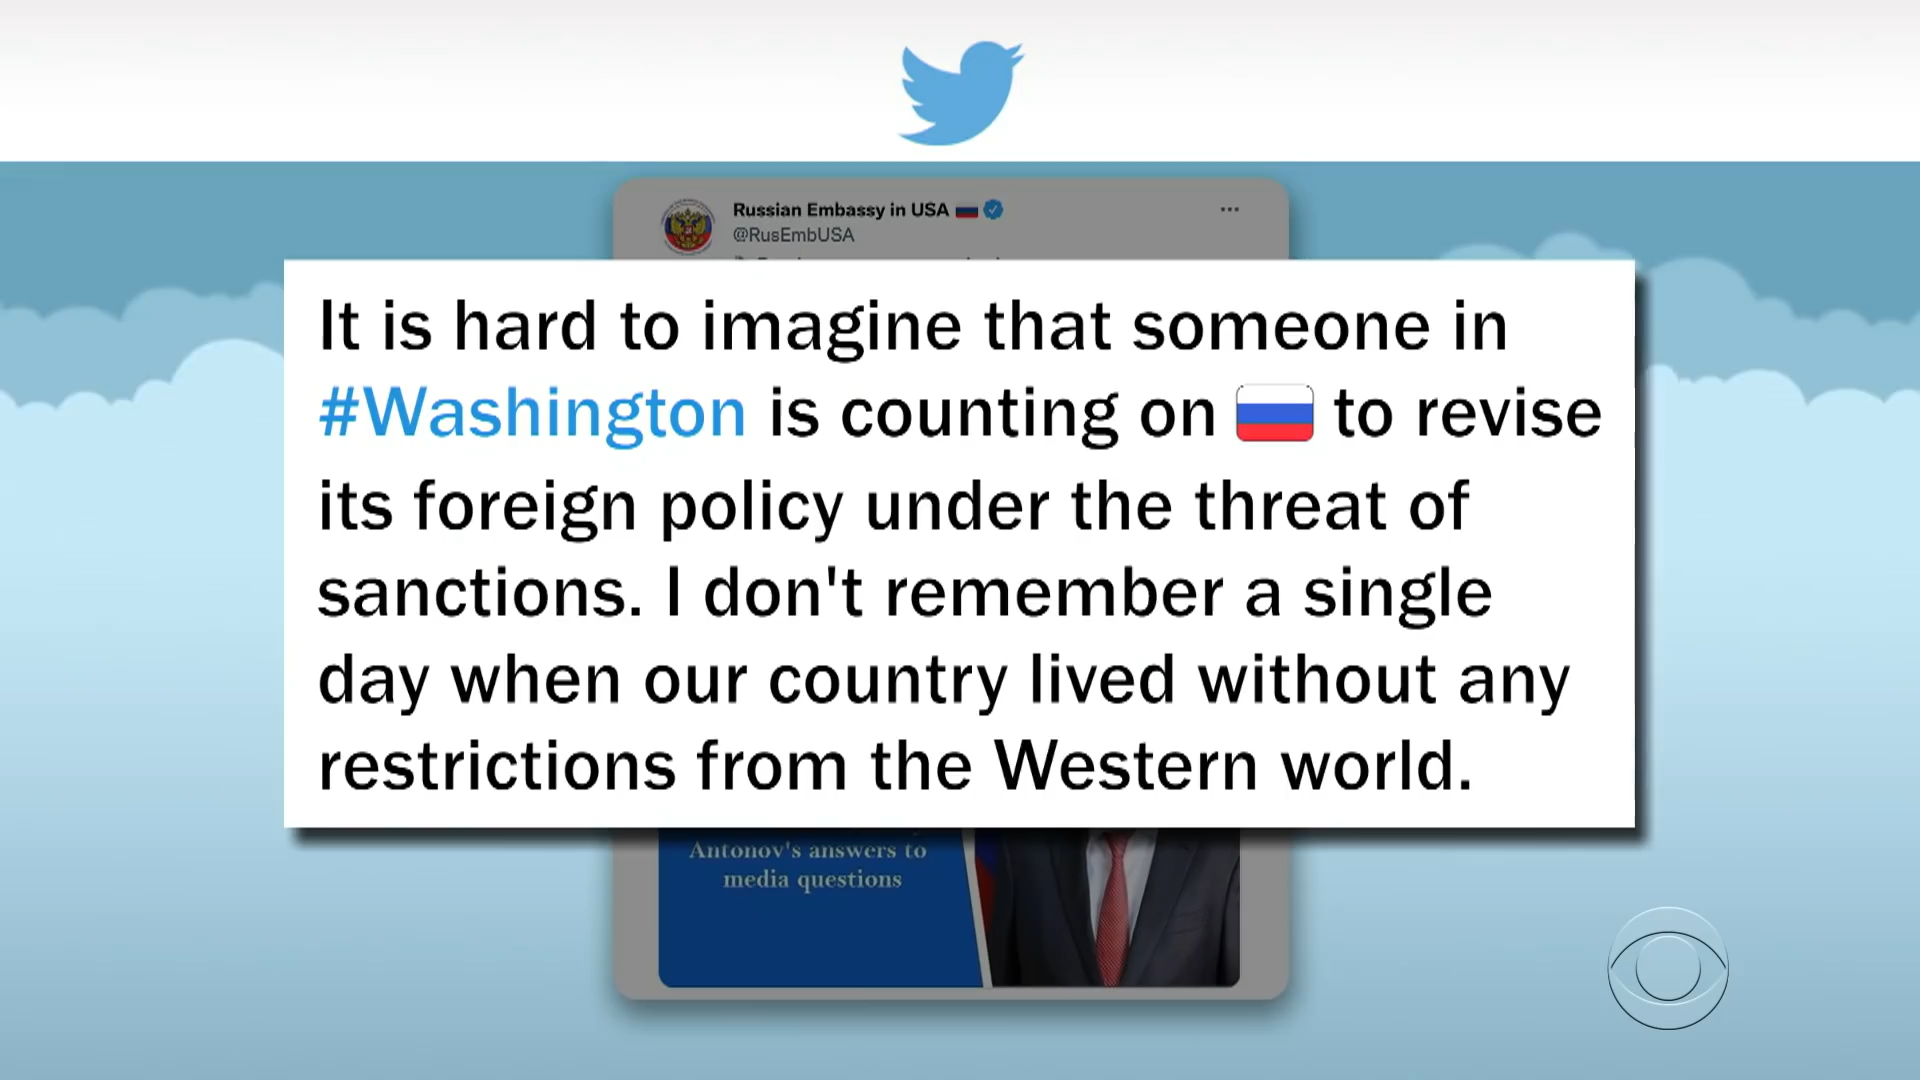 Russian Embassy in USA 🇷🇺
@RusEmbUSA
It is hard to imagine that someone in
#Washington is counting on 🇷🇺 to revise
its foreign policy under the threat of
sanctions. I don't remember a single
day when our country lived without any
restrictions from the Western world.
Antonov's answers to
media questions